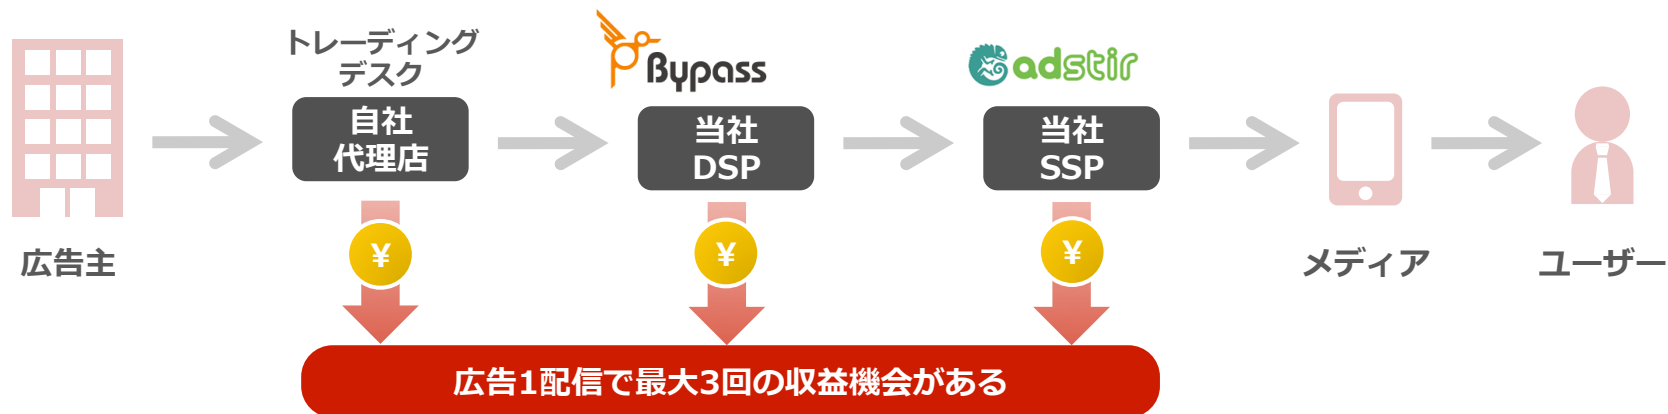 トレーディング
デスク
Bypass
adstir
自社
代理店
当社
DSP
当社
SSP
広告主
¥
¥
¥
メディア
ユーザー
広告1配信で最大3回の収益機会がある